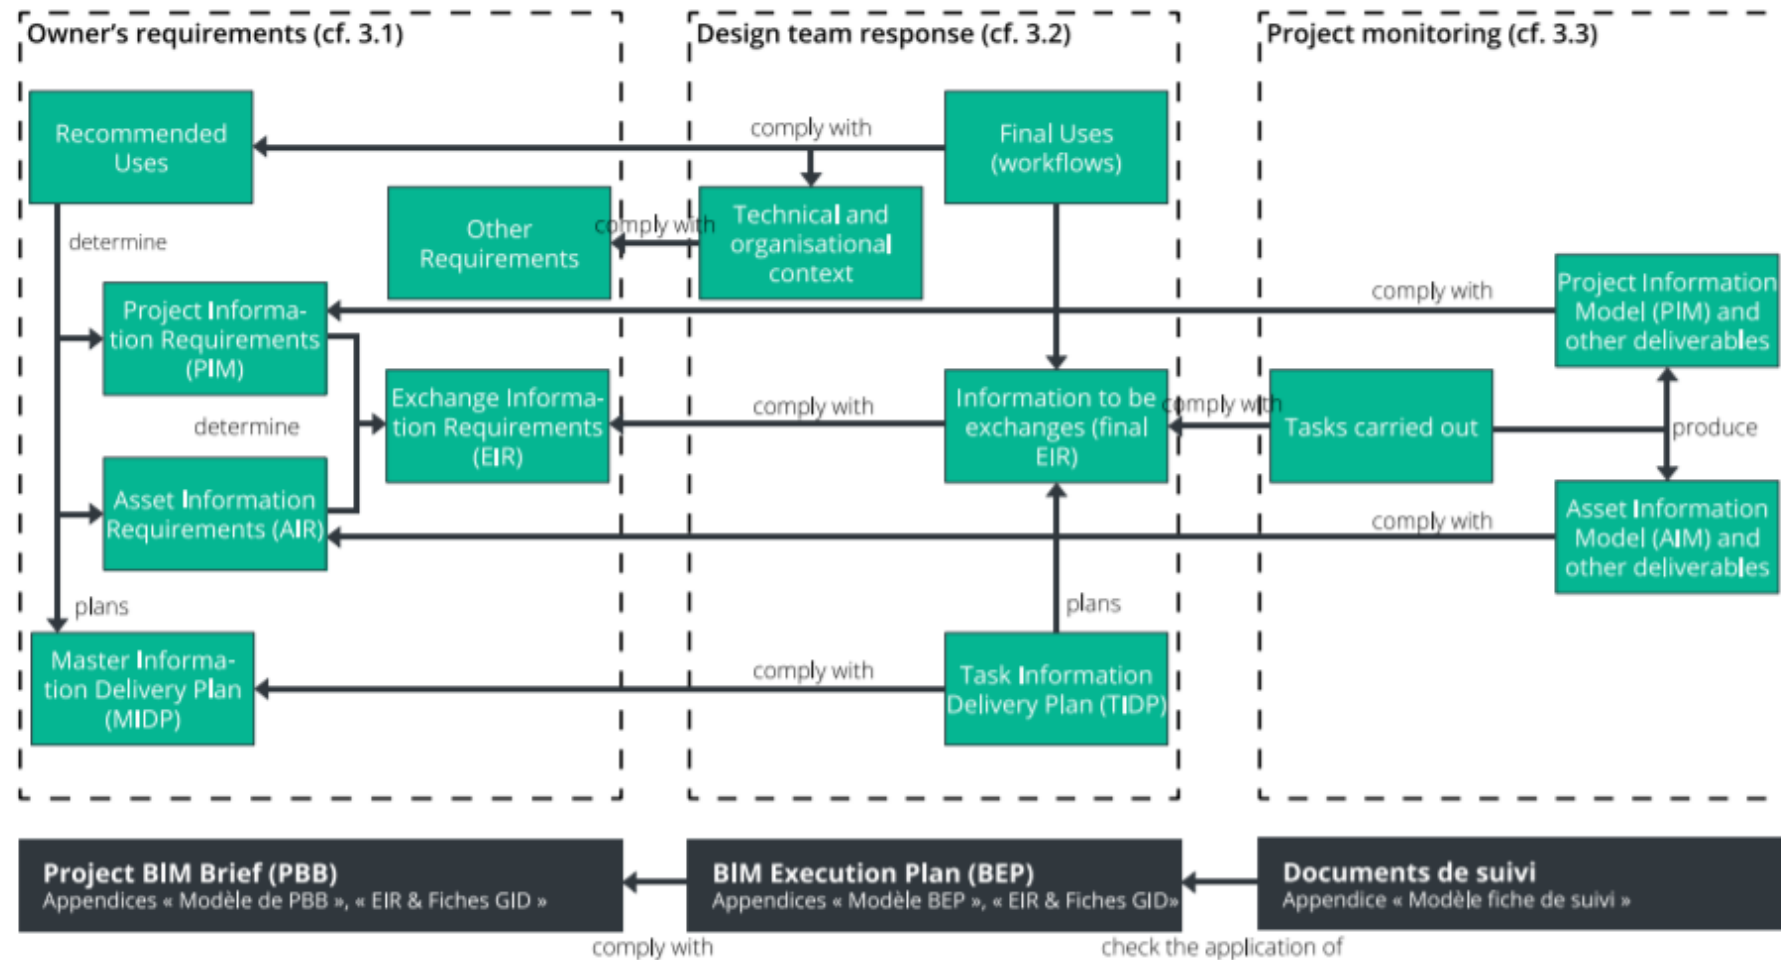 Owner's requirements (cf. 3.1)
Design team response (cf. 3.2)
Project monitoring (cf. 3.3)
Recommended
Uses
comply with
Final Uses
(workflows)
determine
Other
Requirements
comply with
Technical and
organisational
context
Project Informa-
tion Requirements
(PIM)
comply with
Project Information
Model (PIM) and
other deliverables
determine
Exchange Informa-
tion Requirements
(EIR)
comply with
Information to be
exchanges (final
EIR)
comply with
Tasks carried out
produce
Asset Information
Requirements (AIR)
comply with
Asset Information
Model (AIM) and
other deliverables
plans
plans
Master Informa-
tion Delivery Plan
(MIDP)
comply with
Task Information
Delivery Plan (TIDP)
Project BIM Brief (PBB)
Appendices « Modèle de PBB », « EIR & Fiches GID »
BIM Execution Plan (BEP)
Appendices « Modèle BEP », « EIR & Fiches GID»
Documents de suivi
Appendice « Modèle fiche de suivi »
comply with
check the application of